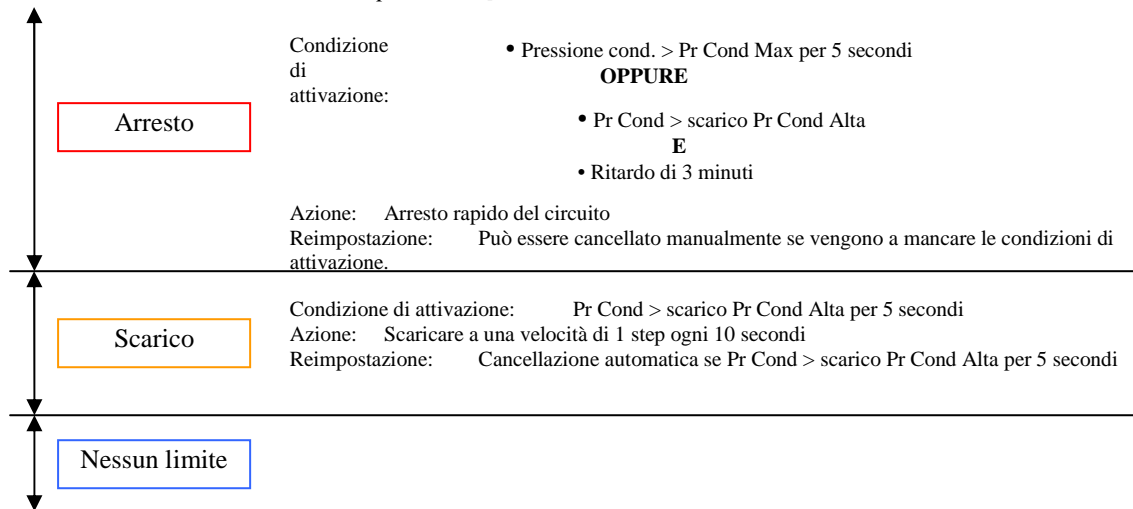 Condizione
di
attivazione:
• Pressione cond. > Pr Cond Max per 5 secondi
OPPURE
Arresto
• Pr Cond > scarico Pr Cond Alta
E
• Ritardo di 3 minuti
Azione: Arresto rapido del circuito
Reimpostazione: Può essere cancellato manualmente se vengono a mancare le condizioni di
attivazione.
Condizione di attivazione: Pr Cond > scarico Pr Cond Alta per 5 secondi
Scarico
Azione: Scaricare a una velocità di 1 step ogni 10 secondi
Reimpostazione: Cancellazione automatica se Pr Cond > scarico Pr Cond Alta per 5 secondi
Nessun limite